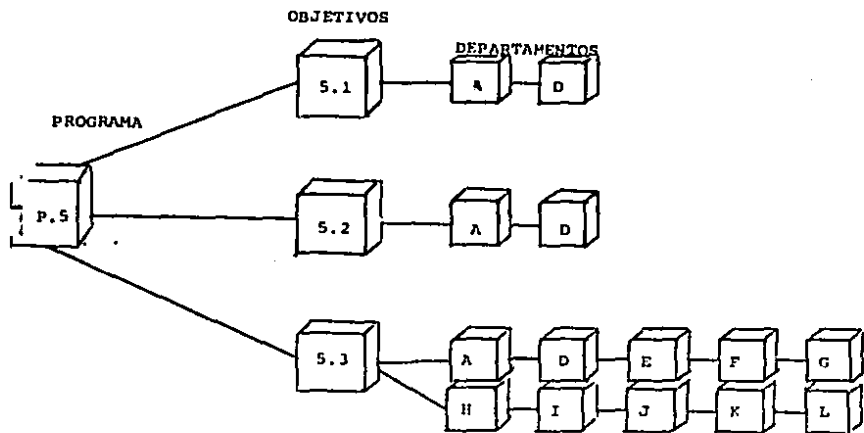 OBJETIVOS
DEPARTAMENTOS
5.1 A D
PROGRAMA
P.5 5.2 A D
5.3 A D E F G
H I J K L